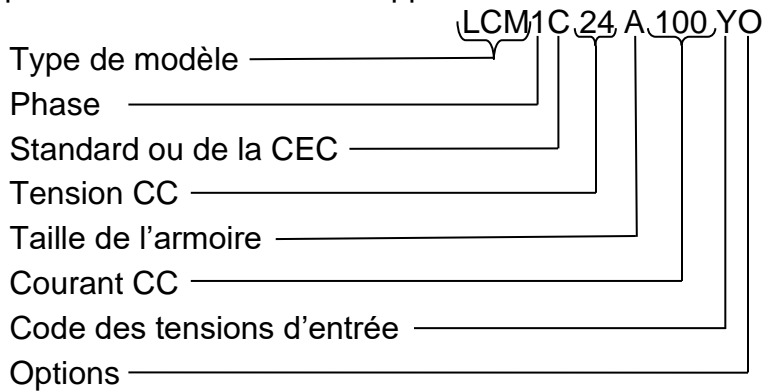 LCM1C 24 A 100 YO
Type de modèle
Phase
Standard ou de la CEC
Tension CC
Taille de l’armoire
Courant CC
Code des tensions d’entrée
Options